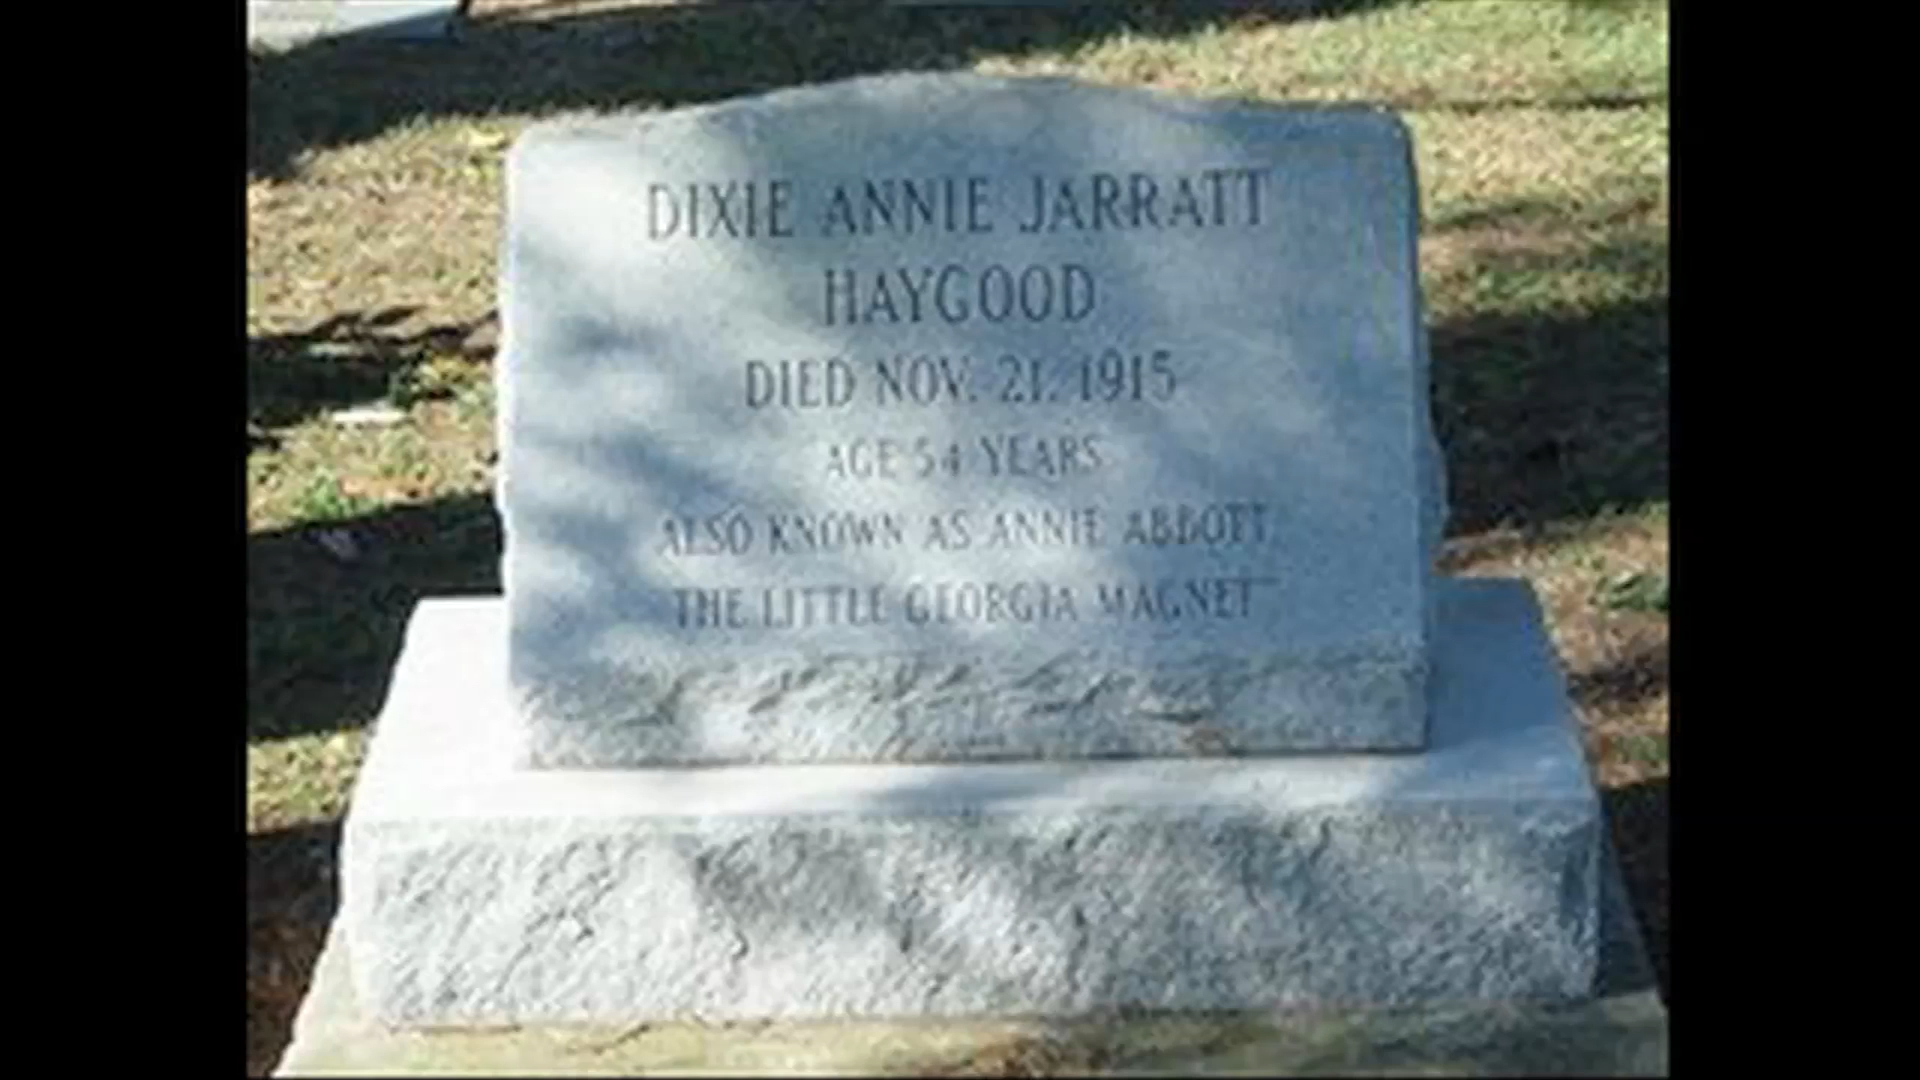 DIXIE ANNIE JARRATT
HAYGOOD
DIED NOV. 21, 1915
AGE 54 YEARS
ALSO KNOWN AS ANNIE ABBOTT
"THE LITTLE GEORGIA MAGNET"